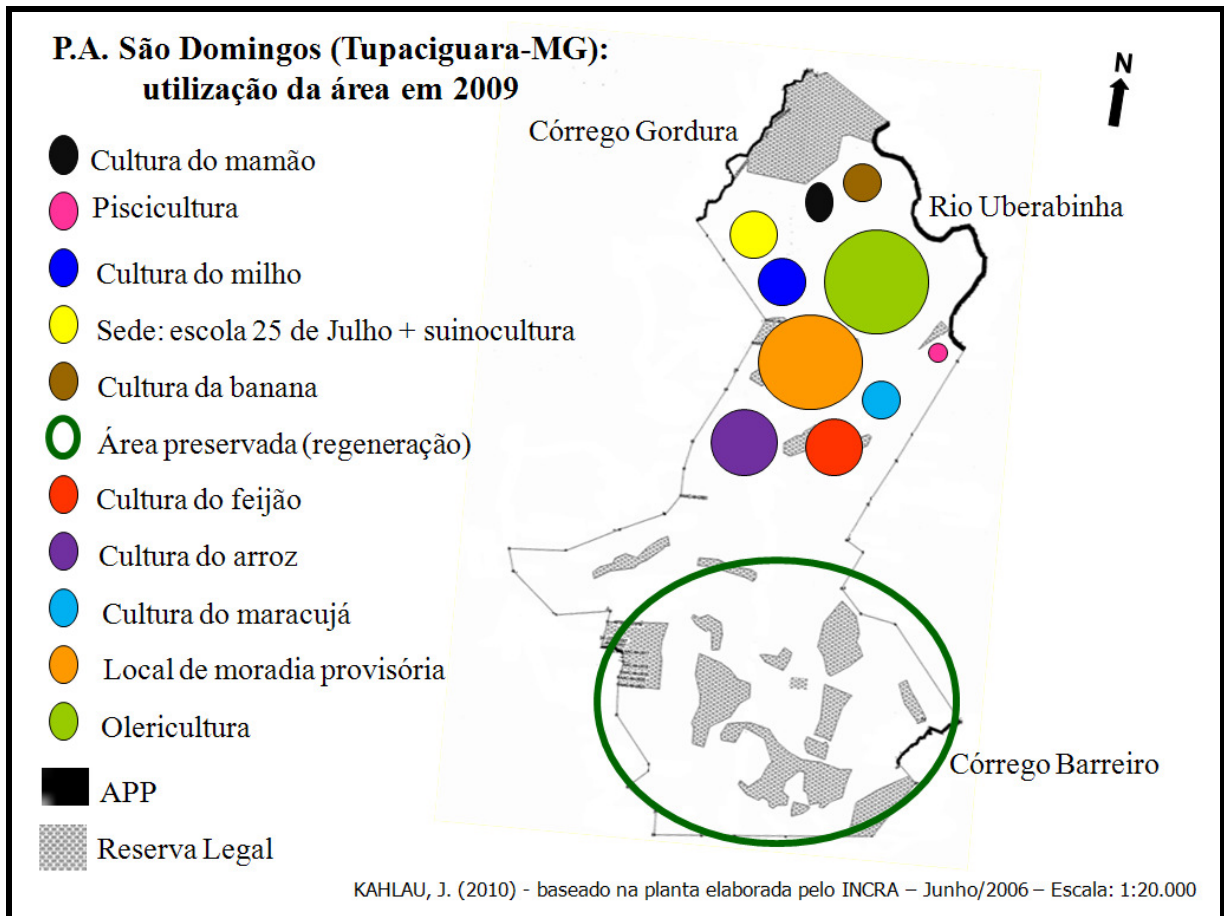 P.A. São Domingos (Tupaciguara-MG):
utilização da área em 2009
N
Córrego Gordura
Rio Uberabinha
Cultura do mamão
Piscicultura
Cultura do milho
Sede: escola 25 de Julho + suinocultura
Cultura da banana
Área preservada (regeneração)
Cultura do feijão
Cultura do arroz
Cultura do maracujá
Local de moradia provisória
Olericultura
Córrego Barreiro
APP
Reserva Legal
KAHLAU, J. (2010) - baseado na planta elaborada pelo INCRA – Junho/2006 – Escala: 1:20.000